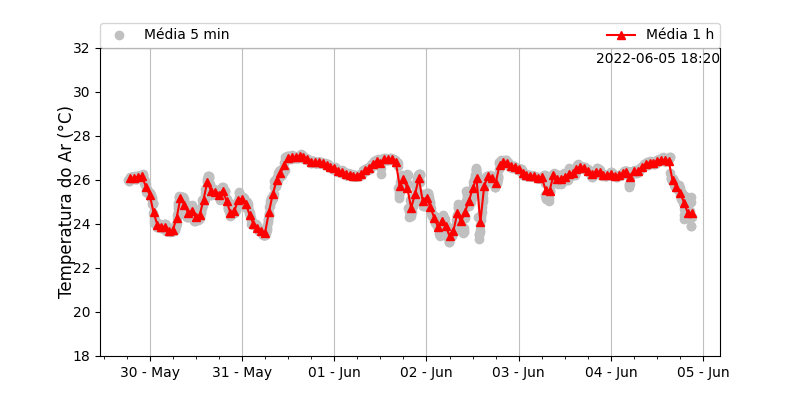 Média 5 min
Média 1 h
2022-06-05 18:20
Temperatura do Ar (°C)
32
30
28
26
24
22
20
18
30 - May
31 - May
01 - Jun
02 - Jun
03 - Jun
04 - Jun
05 - Jun